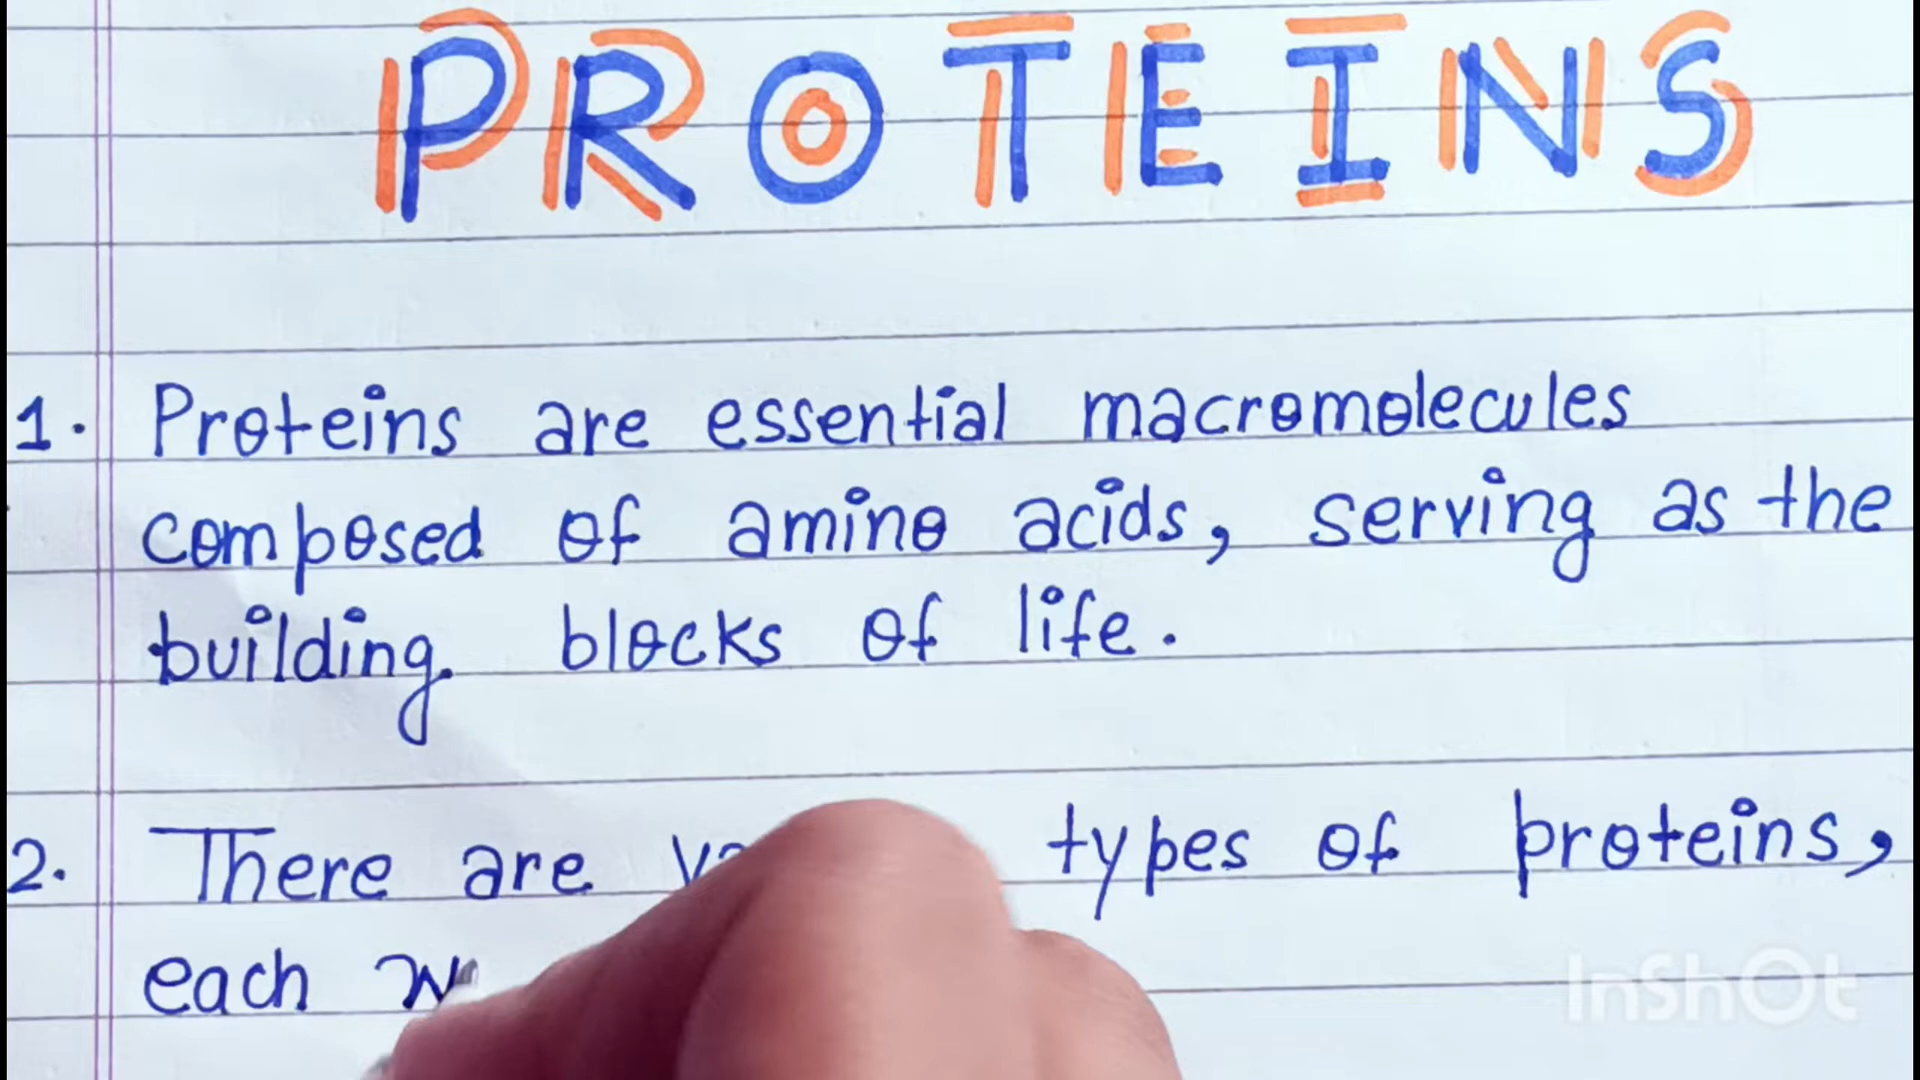 PROTEINS
1. Proteins are essential macromolecules
composed of amino acids, serving as the
building blocks of life.
2. There are types of proteins,
each
InShOt